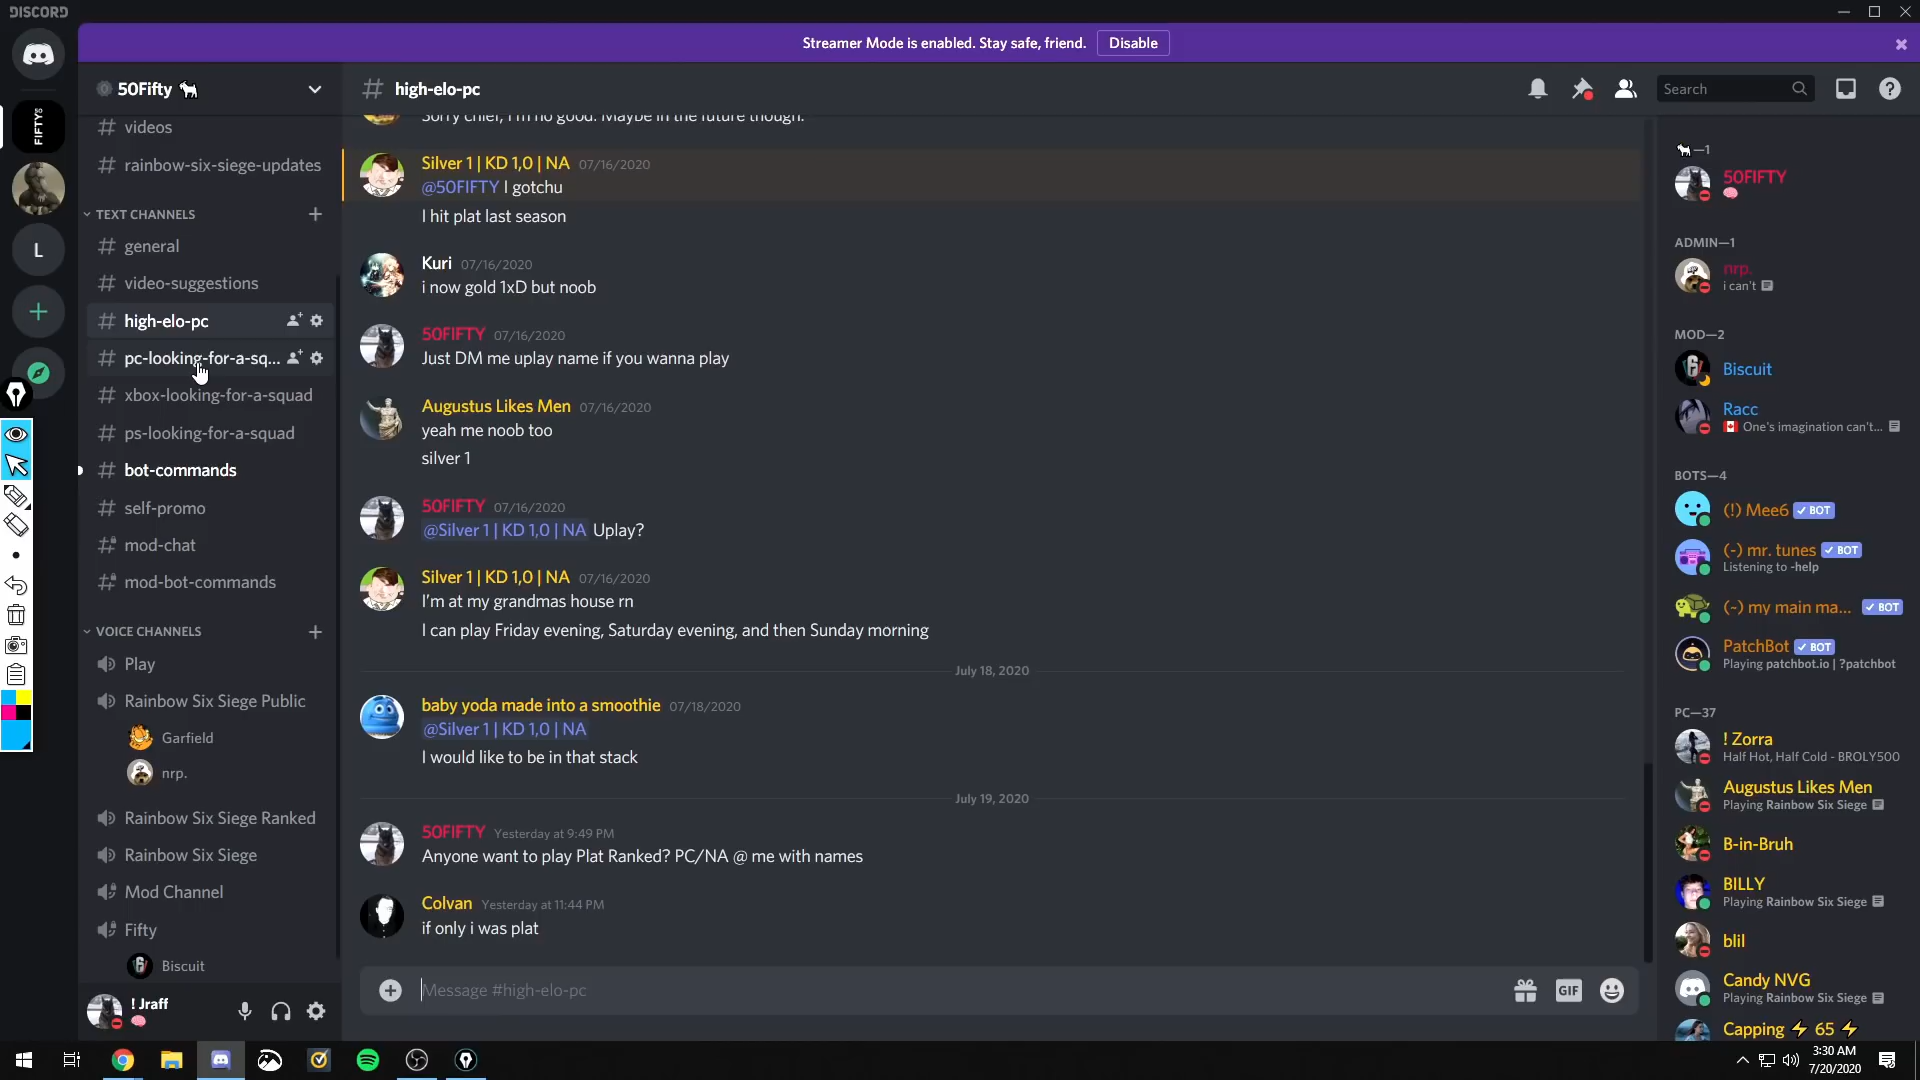 DISCORD
Streamer Mode is enabled. Stay safe, friend.
Disable
50Fifty
high-elo-pc
Search
FIFTY50
L
videos
rainbow-six-siege-updates
TEXT CHANNELS
general
video-suggestions
high-elo-pc
pc-looking-for-a-sq...
xbox-looking-for-a-squad
ps-looking-for-a-squad
bot-commands
self-promo
mod-chat
mod-bot-commands
VOICE CHANNELS
Play
Rainbow Six Siege Public
Garfield
nrp.
Rainbow Six Siege Ranked
Rainbow Six Siege
Mod Channel
Fifty
Biscuit
! Jraff
Sorry chief, I'm no good. Maybe in the future though.
Silver 1 | KD 1,0 | NA 07/16/2020
@50FIFTY I gotchu
I hit plat last season
Kuri 07/16/2020
i now gold 1xD but noob
50FIFTY 07/16/2020
Just DM me uplay name if you wanna play
Augustus Likes Men 07/16/2020
yeah me noob too
silver 1
50FIFTY 07/16/2020
@Silver 1 | KD 1,0 | NA Uplay?
Silver 1 | KD 1,0 | NA 07/16/2020
I'm at my grandmas house rn
I can play Friday evening, Saturday evening, and then Sunday morning
July 18, 2020
baby yoda made into a smoothie 07/18/2020
@Silver 1 | KD 1,0 | NA
I would like to be in that stack
July 19, 2020
50FIFTY Yesterday at 9:49 PM
Anyone want to play Plat Ranked? PC/NA @ me with names
Colvan Yesterday at 11:44 PM
if only i was plat
Message #high-elo-pc
GIF
—1
50FIFTY
ADMIN—1
nrp.
i can't
MOD—2
Biscuit
Racc
One's imagination can't...
BOTS—4
(!) Mee6 ✓ BOT
(-) mr. tunes ✓ BOT
Listening to -help
(~) my main ma... ✓ BOT
PatchBot ✓ BOT
Playing patchbot.io | ?patchbot
PC—37
! Zorra
Half Hot, Half Cold - BROLY500
Augustus Likes Men
Playing Rainbow Six Siege
B-in-Bruh
BILLY
Playing Rainbow Six Siege
blil
Candy NVG
Playing Rainbow Six Siege
Capping ⚡ 65 ⚡
3:30 AM
7/20/2020